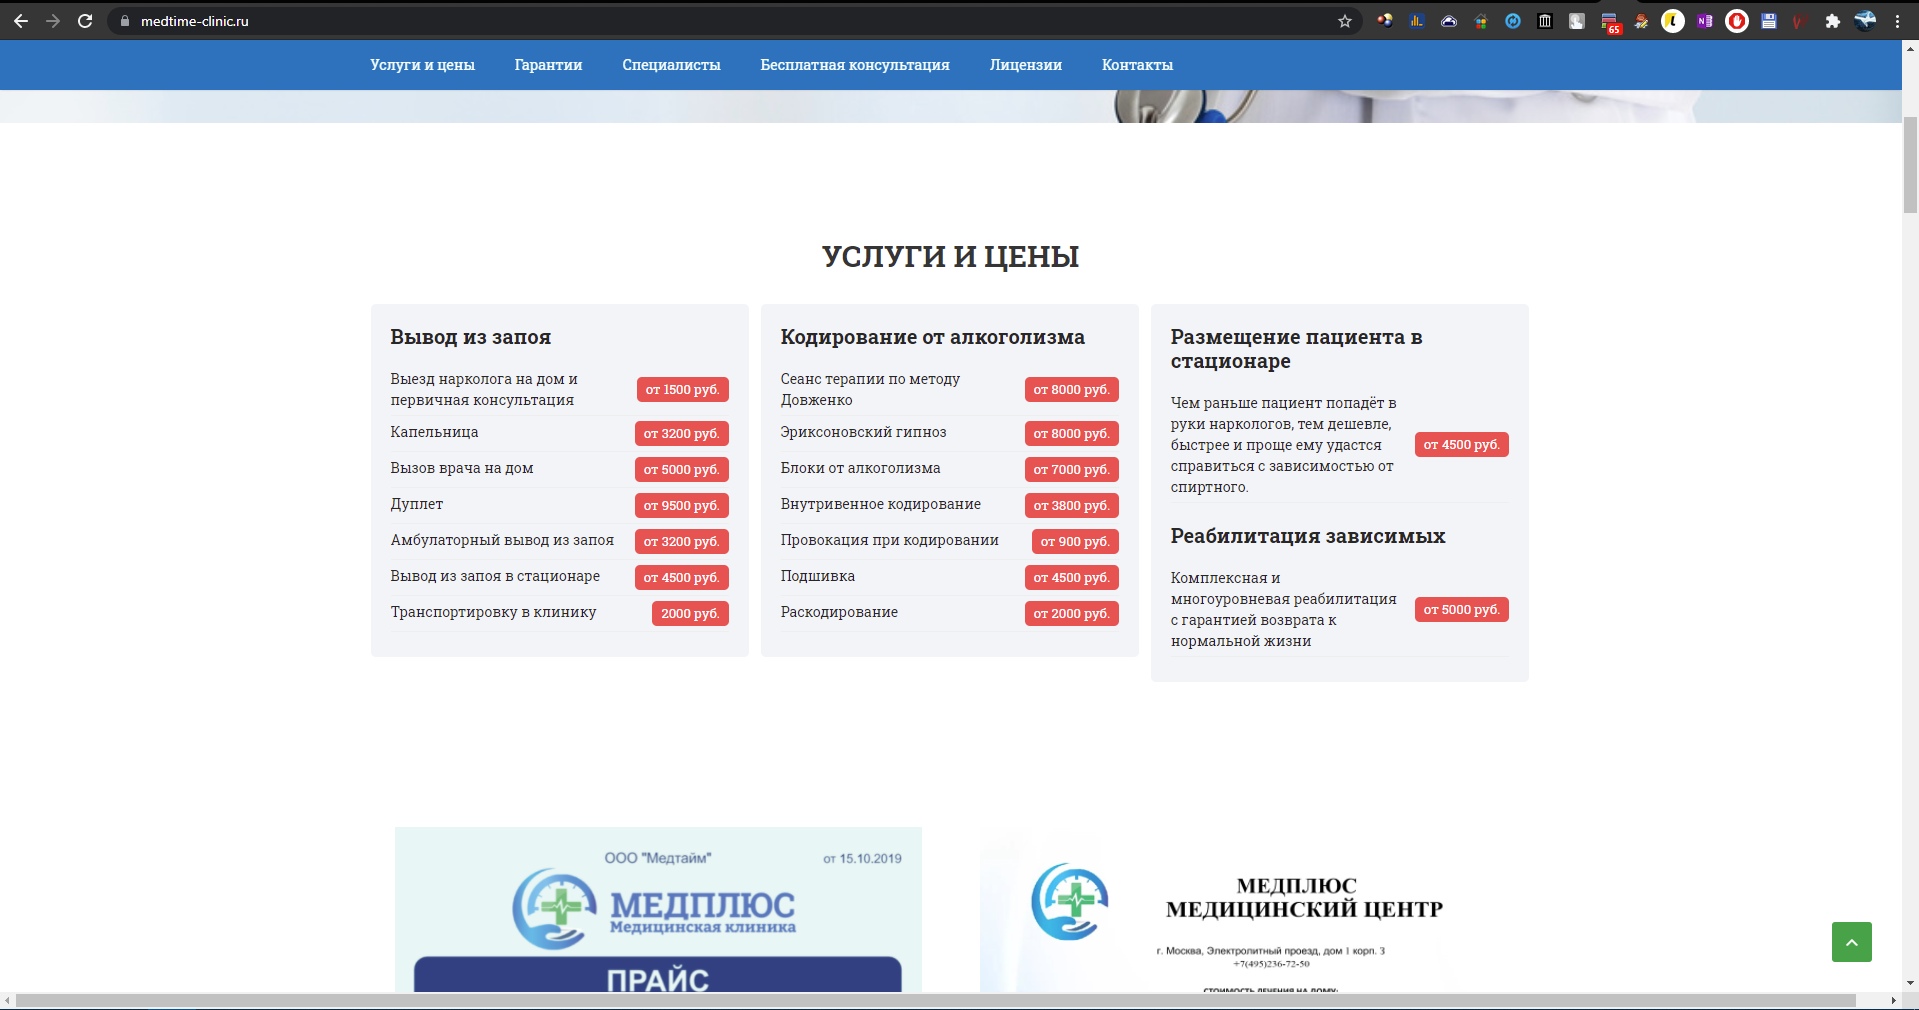 medtime-clinic.ru
65
Услуги и цены
Гарантии
Специалисты
Бесплатная консультация
Лицензии
Контакты
УСЛУГИ И ЦЕНЫ
Вывод из запоя
Выезд нарколога на дом и
первичная консультация
от 1500 руб.
Капельница
от 3200 руб.
Вызов врача на дом
от 5000 руб.
Дуплет
от 9500 руб.
Амбулаторный вывод из запоя
от 3200 руб.
Вывод из запоя в стационаре
от 4500 руб.
Транспортировку в клинику
2000 руб.
Кодирование от алкоголизма
Сеанс терапии по методу
Довженко
от 8000 руб.
Эриксоновский гипноз
от 8000 руб.
Блоки от алкоголизма
от 7000 руб.
Внутривенное кодирование
от 3800 руб.
Провокация при кодировании
от 900 руб.
Подшивка
от 4500 руб.
Раскодирование
от 2000 руб.
Размещение пациента в
стационаре
Чем раньше пациент попадёт в
руки наркологов, тем дешевле,
быстрее и проще ему удастся
справиться с зависимостью от
спиртного.
от 4500 руб.
Реабилитация зависимых
Комплексная и
многоуровневая реабилитация
с гарантией возврата к
нормальной жизни
от 5000 руб.
ООО "Медтайм"
от 15.10.2019
МЕДПЛЮС
Медицинская клиника
ПРАЙС
МЕДПЛЮС
МЕДИЦИНСКИЙ ЦЕНТР
г. Москва, Электролитный проезд, дом 1 корп. 3
+7(495)236-72-50
СТОИМОСТЬ ЛЕЧЕНИЯ НА ДОМУ: